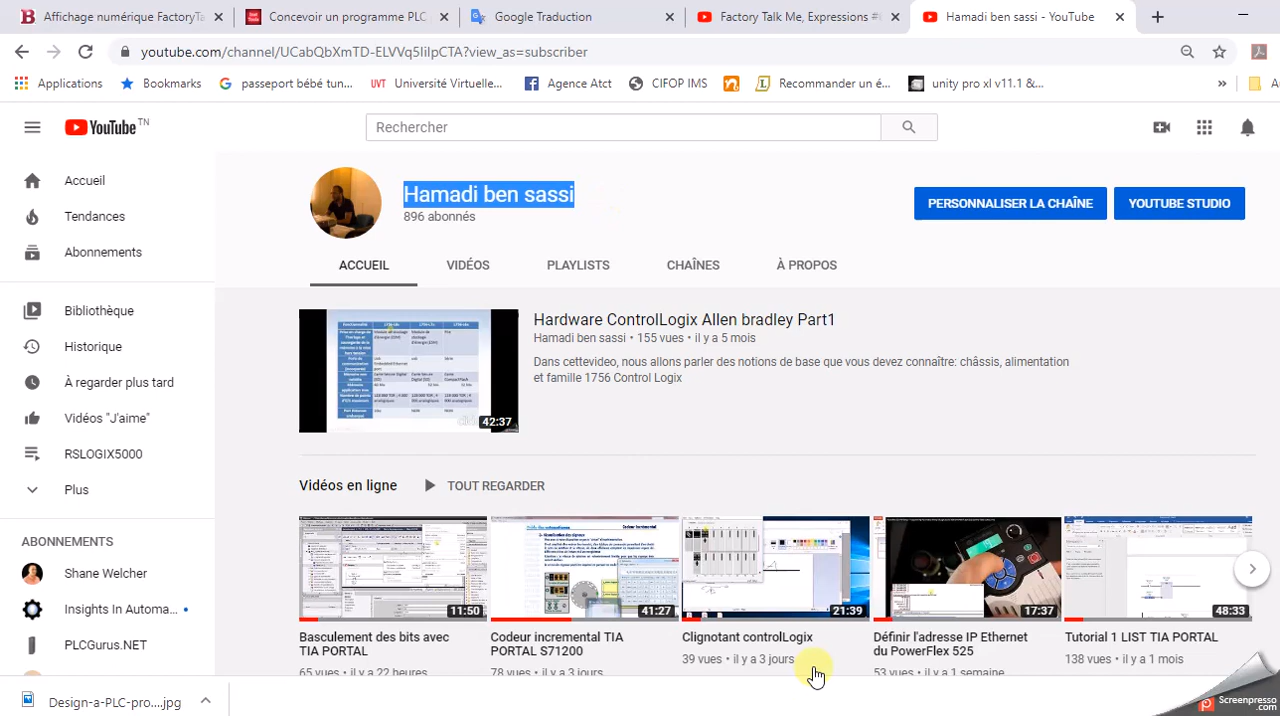 Affichage numérique FactoryTa
Concevoir un programme PLC
Google Traduction
Factory Talk Me, Expressions #
Hamadi ben sassi - YouTube
youtube.com/channel/UCabQbXmTD-ELVVq5IiIpCTA?view_as=subscriber
Applications
Bookmarks
passeport bébé tun...
UVT Université Virtuelle...
Agence Atct
CIFOP IMS
Recommander un é...
unity pro xl v11.1 |...
»
YouTube TN
Rechercher
Accueil
Tendances
Abonnements
Bibliothèque
Historique
À regarder plus tard
Vidéos "J'aime"
RSLOGIX5000
Plus
ABONNEMENTS
Shane Welcher
Insights In Automa...
PLCGurus.NET
Hamadi ben sassi
896 abonnés
PERSONNALISER LA CHAÎNE
YOUTUBE STUDIO
ACCUEIL
VIDÉOS
PLAYLISTS
CHAÎNES
À PROPOS
42:37
Hardware ControlLogix Allen bradley Part1
Hamadi ben sassi • 155 vues • il y a 5 mois
Dans cettevideo, nous allons voir des notions de base que vous devez connaître:châssis, alimentation
et famille 1756 Control Logix
Vidéos en ligne
TOUT REGARDER
11:50
Basculement des bits avec
TIA PORTAL
65 vues • il y a 22 heures
41:27
Codeur incremental TIA
PORTAL S71200
78 vues • il y a 3 jours
21:39
Clignotant controlLogix
39 vues • il y a 3 jours
17:37
Définir l'adresse IP Ethernet
du PowerFlex 525
53 vues • il y a 1 semaine
48:33
Tutorial 1 LIST TIA PORTAL
138 vues • il y a 1 mois
Design-a-PLC-pro....jpg
Screenpresso
.com